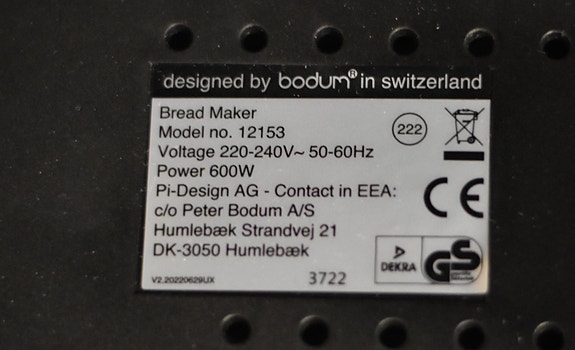 designed by bodum® in switzerland
Bread Maker
Model no. 12153
222
Voltage 220-240V~ 50-60Hz
Power 600W
Pi-Design AG - Contact in EEA:
c/o Peter Bodum A/S
CE
Humlebæk Strandvej 21
DK-3050 Humlebæk
DEKRA
GS
V2.20220629UX
3722